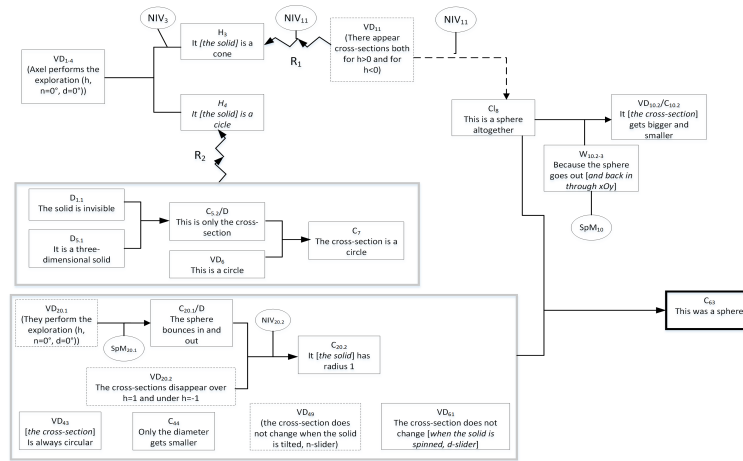 NIV3
H3
It [the solid] is a
cone
NIV11
VD11
(There appear
cross-sections both
for h>0 and for
h<0)
NIV11
VD1-4
(Axel performs the
exploration (h,
n=0°, d=0°))
R1
H4
It [the solid] is a
cicle
R2
Cl8
This is a sphere
altogether
VD10.2/C10.2
It [the cross-section]
gets bigger and
smaller
W10.2-3
Because the sphere
goes out [and back in
through xOy]
SpM10
D1.1
The solid is invisible
D5.1
It is a three-
dimensional solid
C5.2/D
This is only the cross-
section
VD6
This is a circle
C7
The cross-section is a
circle
VD20.1
(They perform the
exploration (h,
n=0°, d=0°))
SpM20.1
C20.1/D
The sphere
bounces in and
out
NIV20.2
C20.2
It [the solid] has
radius 1
VD20.2
The cross-sections disappear over
h=1 and under h=-1
VD43
[the cross-section]
Is always circular
C44
Only the diameter
gets smaller
VD49
(the cross-section does
not change when the solid
is tilted, n-slider)
VD61
The cross-section does not
change [when the solid is
spinned, d-slider]
C63
This was a sphere